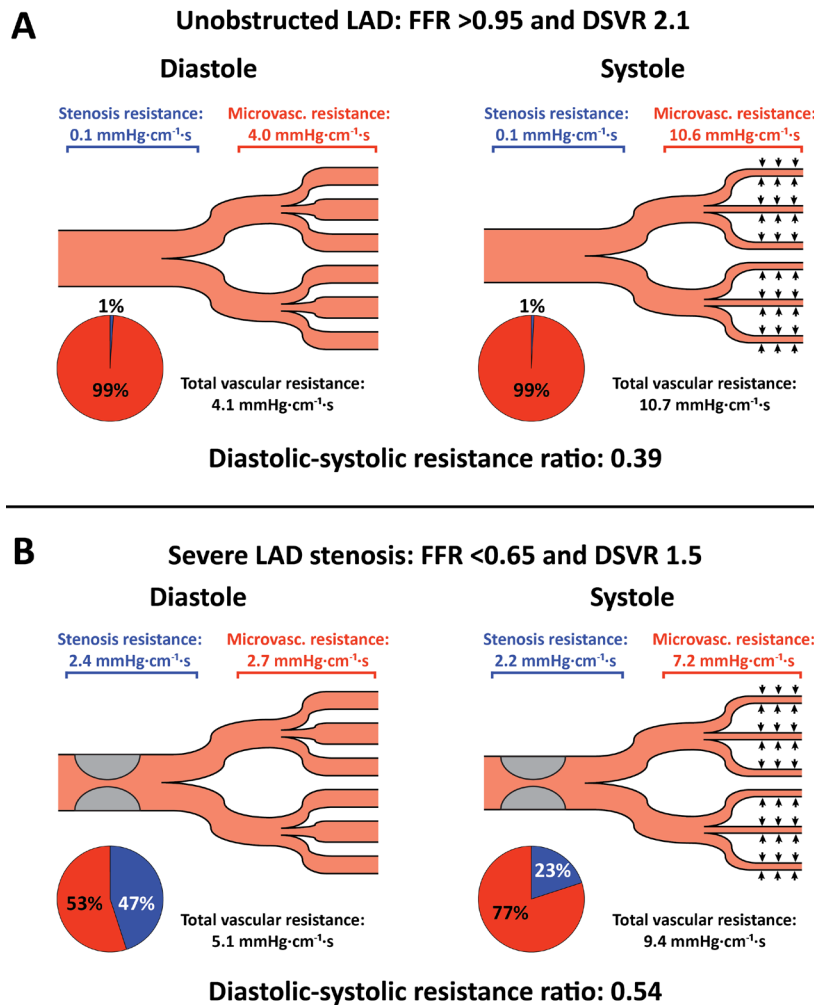 A
Unobstructed LAD: FFR >0.95 and DSVR 2.1
Diastole
Systole
Stenosis resistance:
0.1 mmHg·cm⁻¹·s
Microvasc. resistance:
4.0 mmHg·cm⁻¹·s
Stenosis resistance:
0.1 mmHg·cm⁻¹·s
Microvasc. resistance:
10.6 mmHg·cm⁻¹·s
1%
99%
Total vascular resistance:
4.1 mmHg·cm⁻¹·s
1%
99%
Total vascular resistance:
10.7 mmHg·cm⁻¹·s
Diastolic-systolic resistance ratio: 0.39
B
Severe LAD stenosis: FFR <0.65 and DSVR 1.5
Diastole
Systole
Stenosis resistance:
2.4 mmHg·cm⁻¹·s
Microvasc. resistance:
2.7 mmHg·cm⁻¹·s
Stenosis resistance:
2.2 mmHg·cm⁻¹·s
Microvasc. resistance:
7.2 mmHg·cm⁻¹·s
53%
47%
Total vascular resistance:
5.1 mmHg·cm⁻¹·s
23%
77%
Total vascular resistance:
9.4 mmHg·cm⁻¹·s
Diastolic-systolic resistance ratio: 0.54